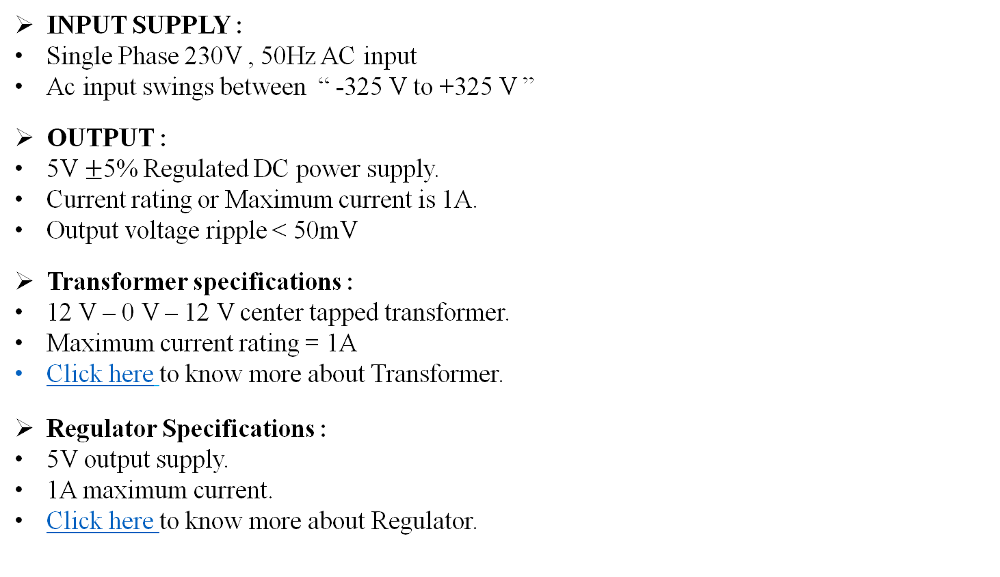 ➢ INPUT SUPPLY :
• Single Phase 230V , 50Hz AC input
• Ac input swings between “ -325 V to +325 V ”
➢ OUTPUT :
• 5V ±5% Regulated DC power supply.
• Current rating or Maximum current is 1A.
• Output voltage ripple < 50mV
➢ Transformer specifications :
• 12 V – 0 V – 12 V center tapped transformer.
• Maximum current rating = 1A
• Click here to know more about Transformer.
➢ Regulator Specifications :
• 5V output supply.
• 1A maximum current.
• Click here to know more about Regulator.